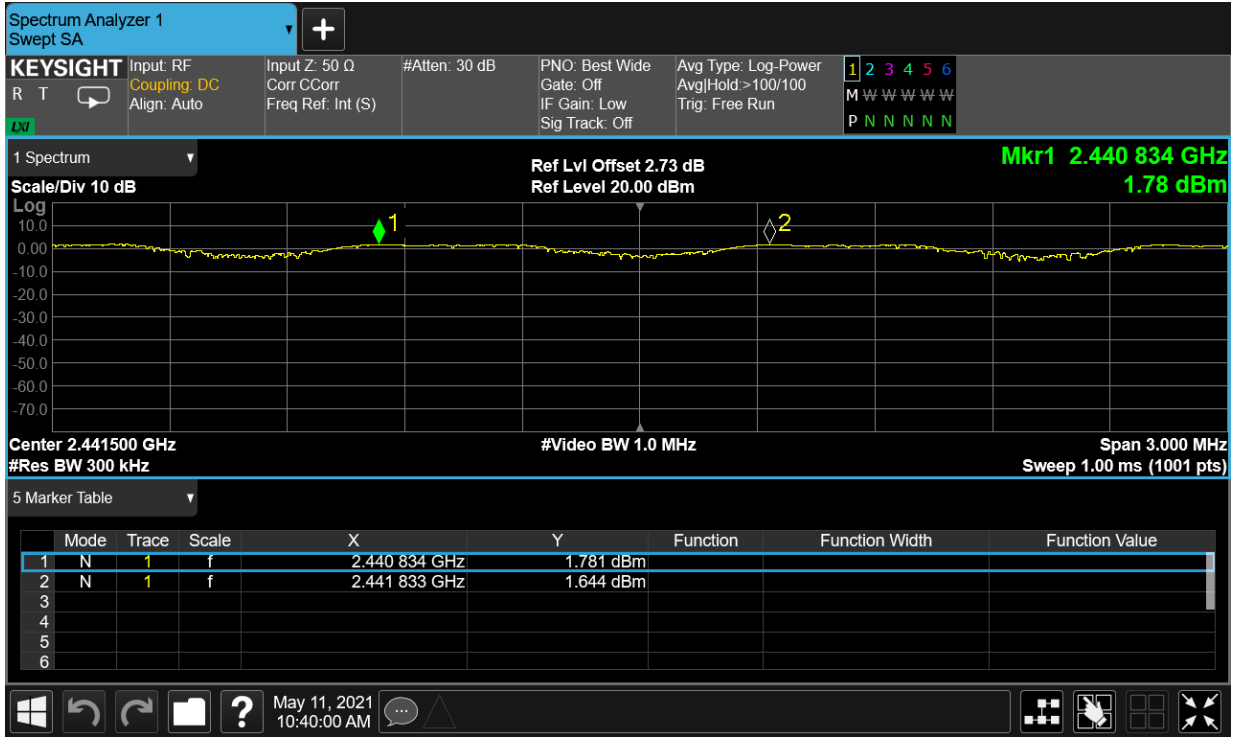 Spectrum Analyzer 1
Swept SA
KEYSIGHT Input: RF Input Z: 50 Ω #Atten: 30 dB PNO: Best Wide Avg Type: Log-Power 1 2 3 4 5 6
R T Coupling: DC Corr CCorr Gate: Off Avg|Hold:>100/100 M W W W W W
Align: Auto Freq Ref: Int (S) IF Gain: Low Trig: Free Run
LXI Sig Track: Off P N N N N N
1 Spectrum Ref Lvl Offset 2.73 dB Mkr1 2.440 834 GHz
Scale/Div 10 dB Ref Level 20.00 dBm 1.78 dBm
Log
1 2
10.0
0.00
-10.0
-20.0
-30.0
-40.0
-50.0
-60.0
-70.0
Center 2.441500 GHz #Video BW 1.0 MHz Span 3.000 MHz
#Res BW 300 kHz Sweep 1.00 ms (1001 pts)
5 Marker Table
Mode Trace Scale X Y Function Function Width Function Value
1 N 1 f 2.440 834 GHz 1.781 dBm
2 N 1 f 2.441 833 GHz 1.644 dBm
3
4
5
6
? May 11, 2021
10:40:00 AM